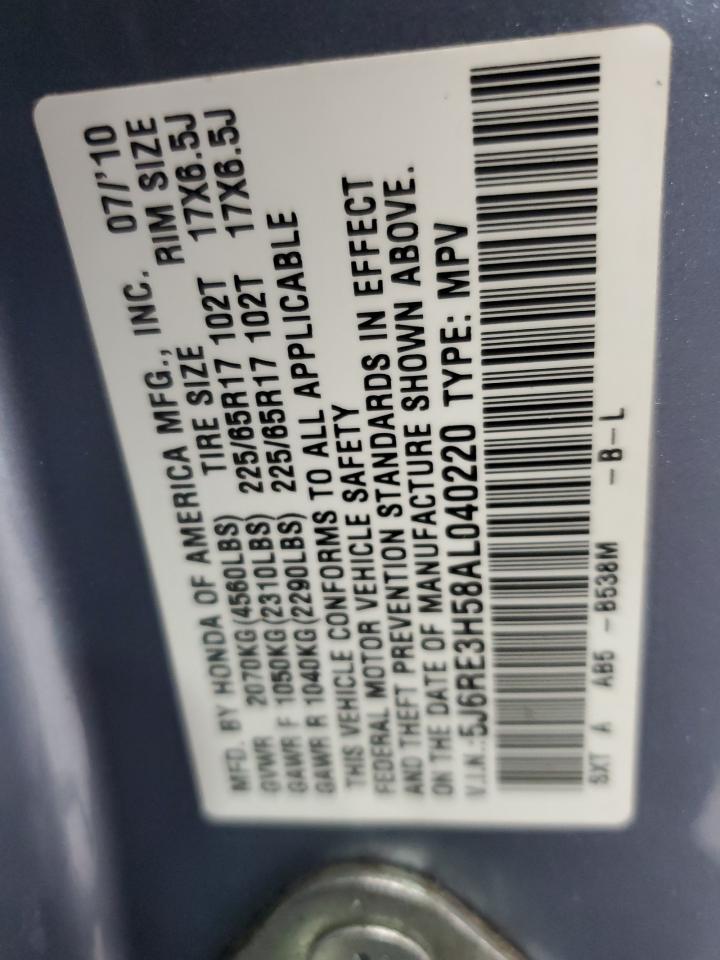 MFD. BY HONDA OF AMERICA MFG., INC. 07/'10
GVWR 2070KG(4560LBS) TIRE SIZE RIM SIZE
GAWR F 1050KG(2310LBS) 225/65R17 102T 17X6.5J
GAWR R 1040KG(2290LBS) 225/65R17 102T 17X6.5J
THIS VEHICLE CONFORMS TO ALL APPLICABLE
FEDERAL MOTOR VEHICLE SAFETY
AND THEFT PREVENTION STANDARDS IN EFFECT
ON THE DATE OF MANUFACTURE SHOWN ABOVE.
V.I.N.:5J6RE3H58AL040220 TYPE: MPV
SXT A AB5 -B538M -B-L